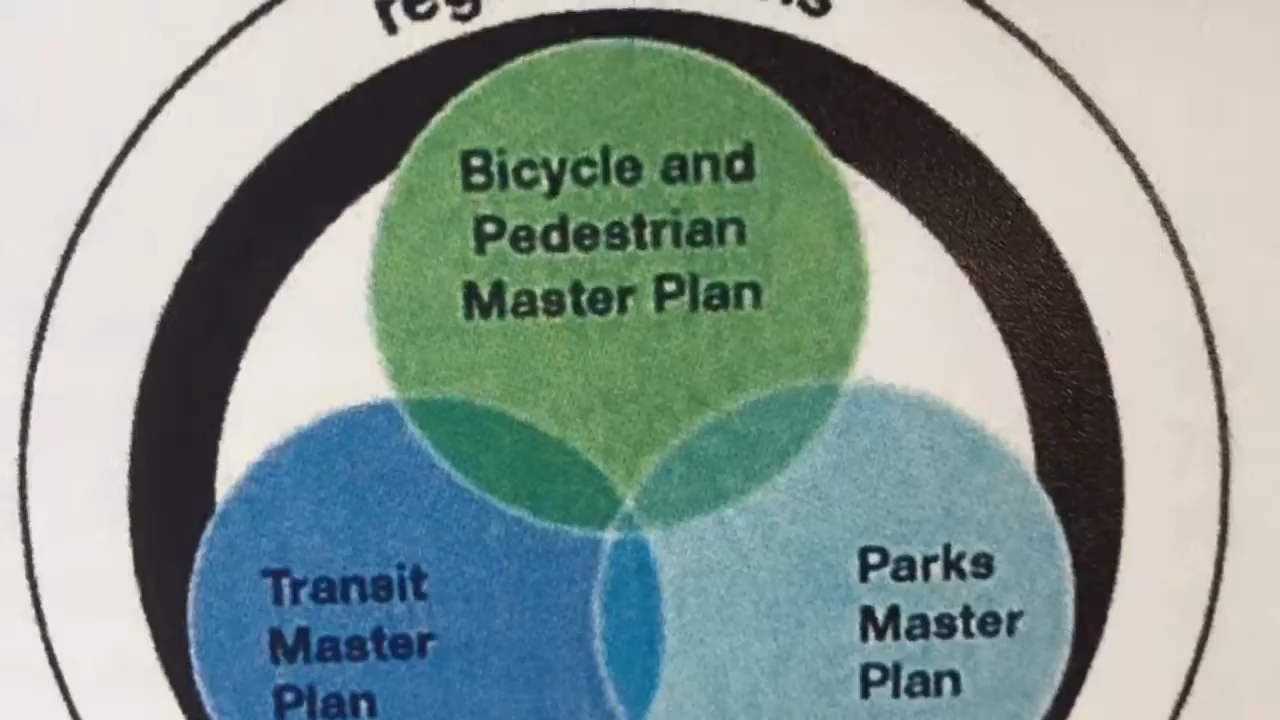 Bicycle and
Pedestrian
Master Plan
Transit
Master
Plan
Parks
Master
Plan